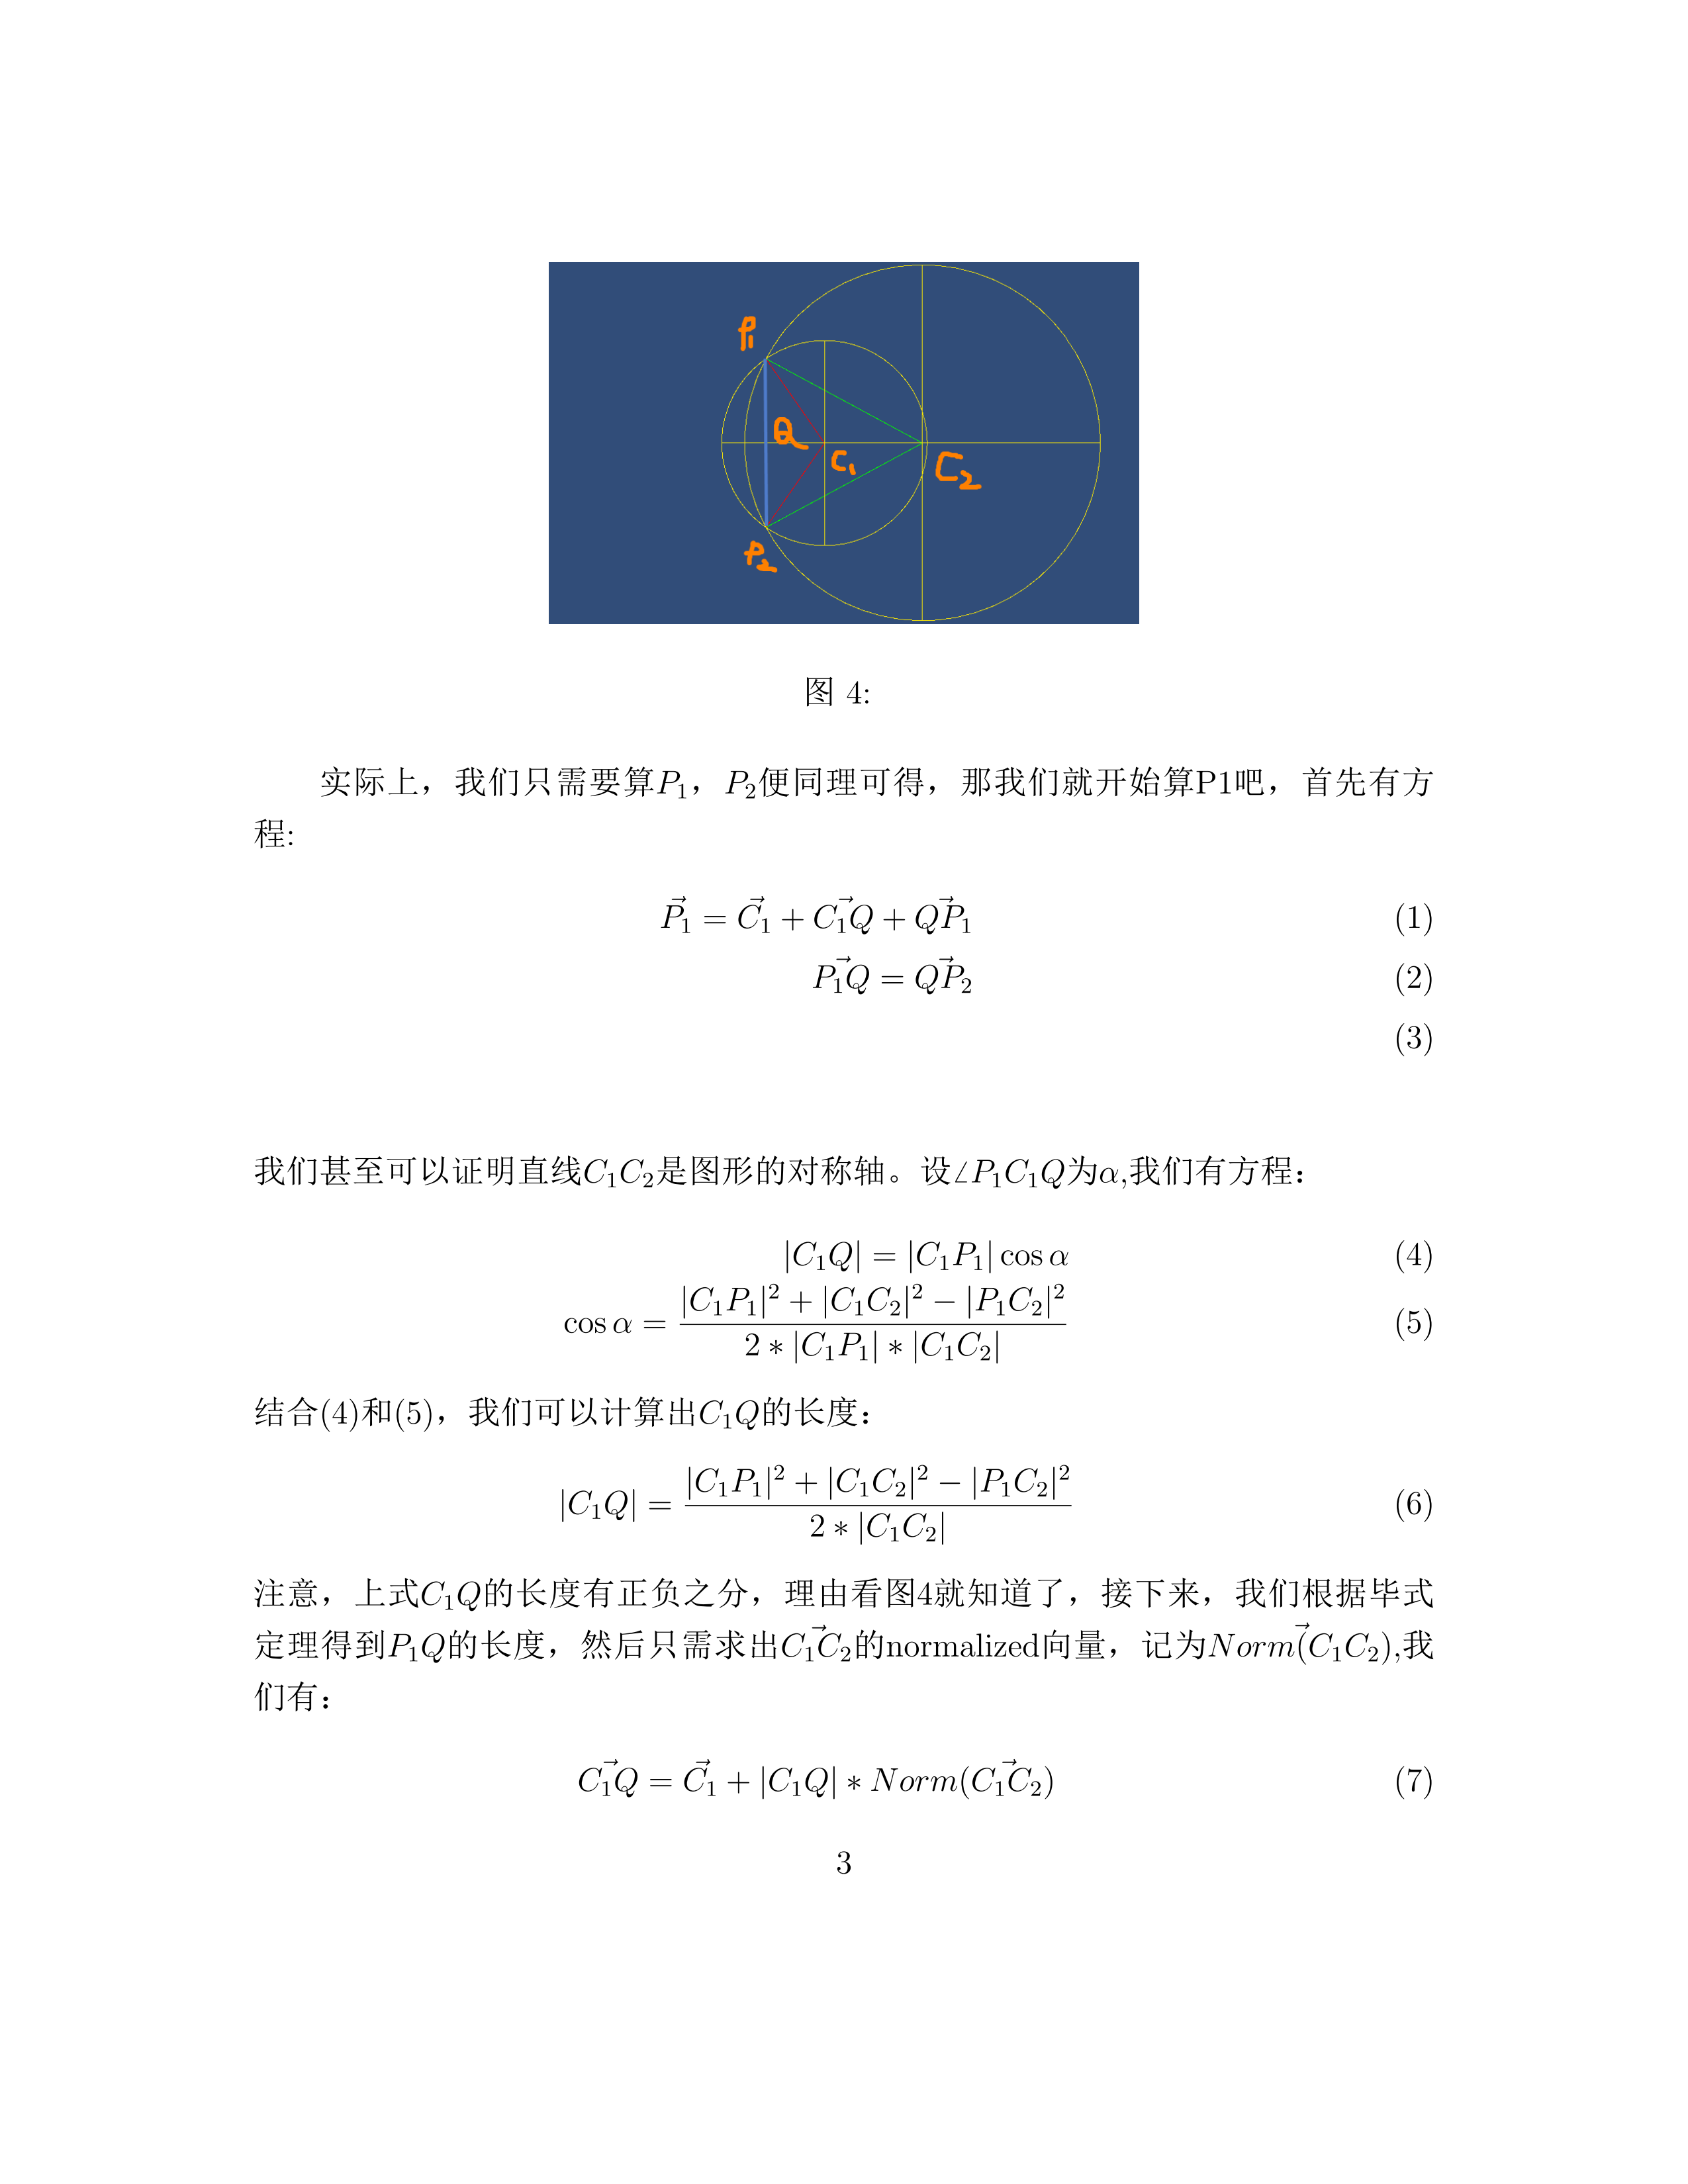 P1
Q
C1
C2
P2
图 4:
实际上，我们只需要算$P_1$，$P_2$便同理可得，那我们就开始算P1吧，首先有方
程:
$\vec{P_1} = \vec{C_1} + \vec{C_1Q} + \vec{QP_1}$ (1)
$\vec{P_1Q} = \vec{QP_2}$ (2)
(3)
我们甚至可以证明直线$C_1C_2$是图形的对称轴。设∠$P_1C_1Q$为$\alpha$,我们有方程：
$|C_1Q| = |C_1P_1| \cos \alpha$ (4)
$\cos \alpha = \frac{|C_1P_1|^2 + |C_1C_2|^2 - |P_1C_2|^2}{2 * |C_1P_1| * |C_1C_2|}$ (5)
结合(4)和(5)，我们可以计算出$C_1Q$的长度：
$|C_1Q| = \frac{|C_1P_1|^2 + |C_1C_2|^2 - |P_1C_2|^2}{2 * |C_1C_2|}$ (6)
注意，上式$C_1Q$的长度有正负之分，理由看图4就知道了，接下来，我们根据毕式
定理得到$P_1Q$的长度，然后只需求出$\vec{C_1C_2}$的normalized向量，记为$\vec{Norm(C_1C_2)}$,我
们有：
$\vec{C_1Q} = \vec{C_1} + |C_1Q| * Norm(\vec{C_1C_2})$ (7)
3